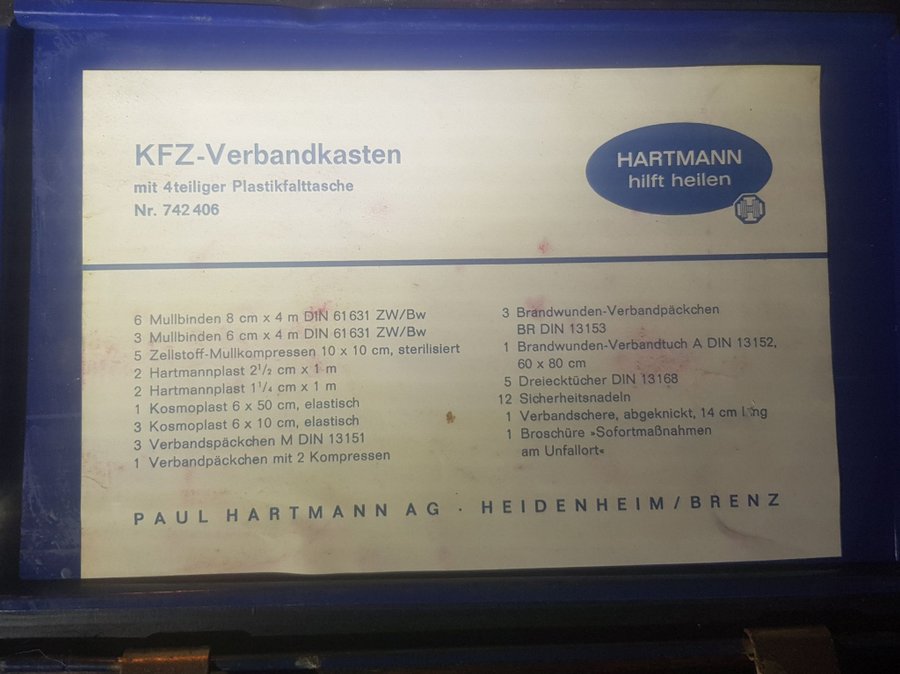 KFZ-Verbandkasten
mit 4teiliger Plastikfalttasche
Nr. 742 406
HARTMANN
hilft heilen
6 Mullbinden 8 cm x 4 m DIN 61 631 ZW/Bw
3 Mullbinden 6 cm x 4 m DIN 61 631 ZW/Bw
5 Zellstoff-Mullkompressen 10 x 10 cm, sterilisiert
2 Hartmannplast 2¹/₂ cm x 1 m
2 Hartmannplast 1¹/₄ cm x 1 m
1 Kosmoplast 6 x 50 cm, elastisch
3 Kosmoplast 6 x 10 cm, elastisch
3 Verbandspäckchen M DIN 13151
1 Verbandpäckchen mit 2 Kompressen
3 Brandwunden-Verbandpäckchen
BR DIN 13153
1 Brandwunden-Verbandtuch A DIN 13152,
60 x 80 cm
5 Dreiecktücher DIN 13168
12 Sicherheitsnadeln
1 Verbandschere, abgeknickt, 14 cm lang
1 Broschüre »Sofortmaßnahmen
am Unfallort«
PAUL HARTMANN AG · HEIDENHEIM/BRENZ